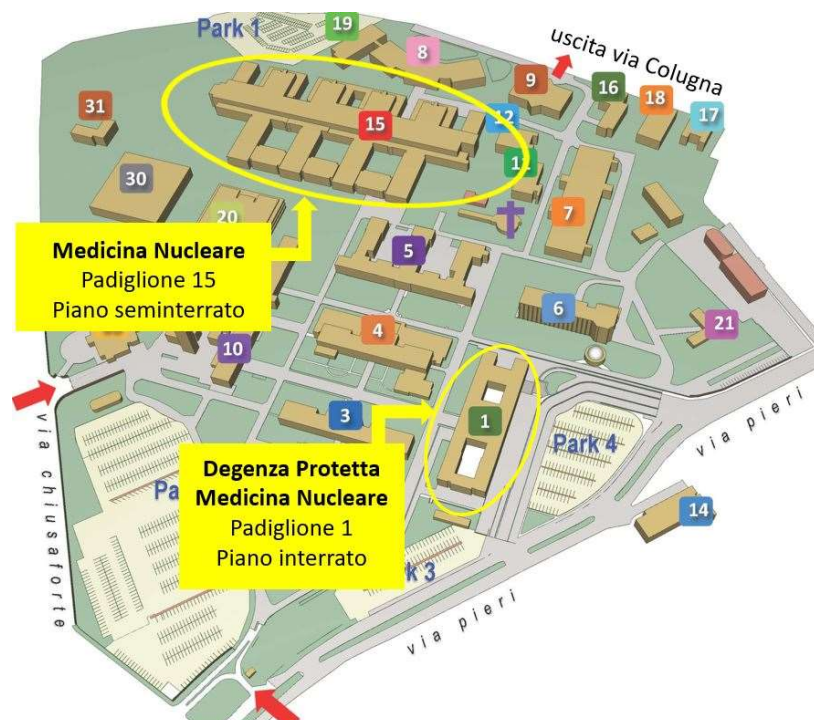 19
Park 1
8
uscita via Colugna
9
16
18
31
12
17
15
30
7
20
5
Medicina Nucleare
Padiglione 15
Piano seminterrato
6
4
21
10
via chiusaforte
3
1
Park 4
via pieri
Degenza Protetta
Medicina Nucleare
Padiglione 1
Piano interrato
14
3
via pieri